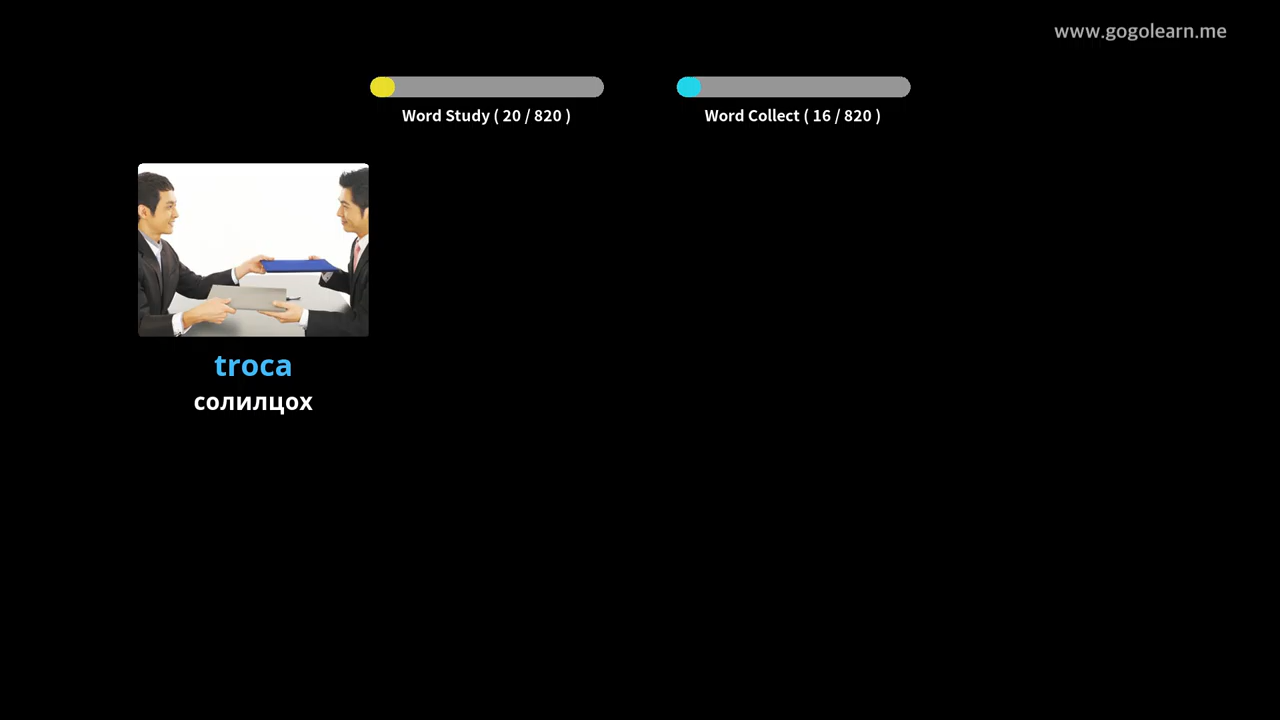 www.gogolearn.me
Word Study ( 20 / 820 )
Word Collect ( 16 / 820 )
troca
солилцох